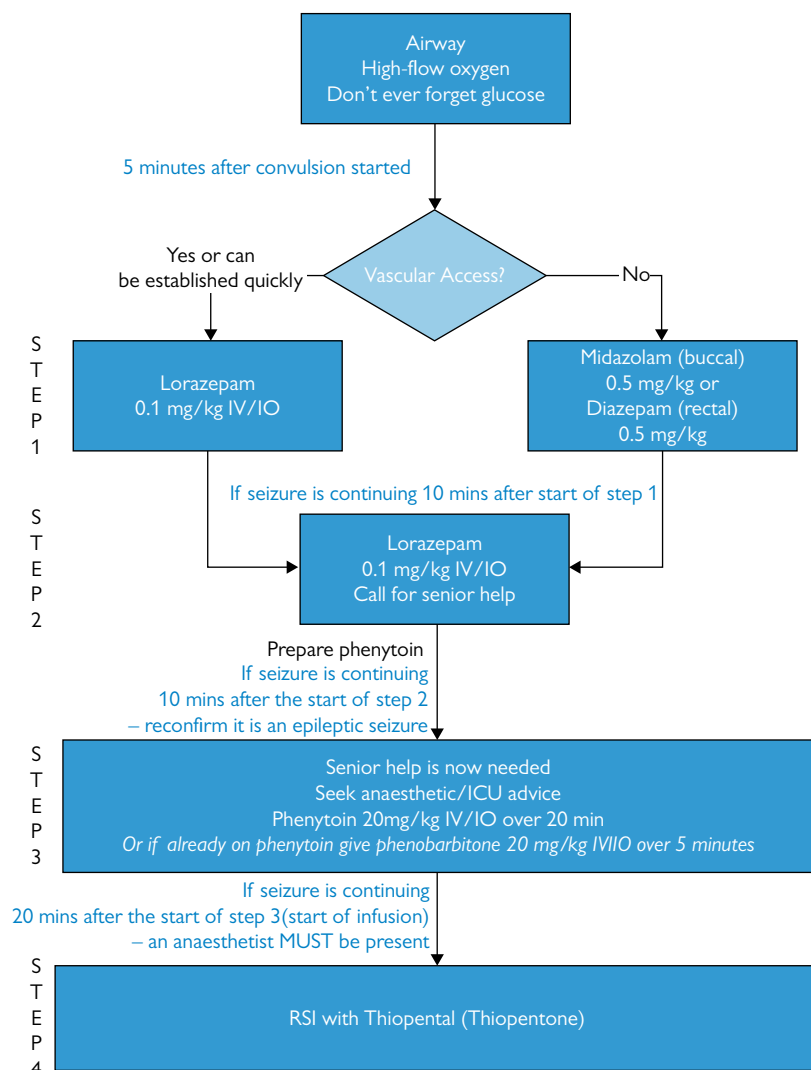 Airway
High-flow oxygen
Don't ever forget glucose
5 minutes after convulsion started
Vascular Access?
Yes or can
be established quickly
No
S
T
E
P
1
Lorazepam
0.1 mg/kg IV/IO
Midazolam (buccal)
0.5 mg/kg or
Diazepam (rectal)
0.5 mg/kg
If seizure is continuing 10 mins after start of step 1
S
T
E
P
2
Lorazepam
0.1 mg/kg IV/IO
Call for senior help
Prepare phenytoin
If seizure is continuing
10 mins after the start of step 2
– reconfirm it is an epileptic seizure
S
T
E
P
3
Senior help is now needed
Seek anaesthetic/ICU advice
Phenytoin 20mg/kg IV/IO over 20 min
Or if already on phenytoin give phenobarbitone 20 mg/kg IVIIO over 5 minutes
If seizure is continuing
20 mins after the start of step 3(start of infusion)
– an anaesthetist MUST be present
S
T
E
P
4
RSI with Thiopental (Thiopentone)